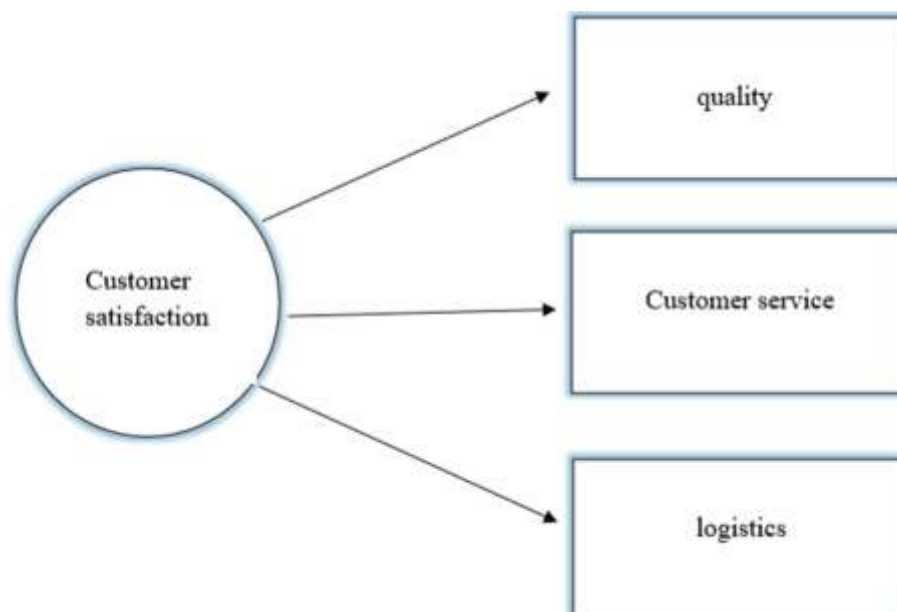 quality
Customer
satisfaction
Customer service
logistics